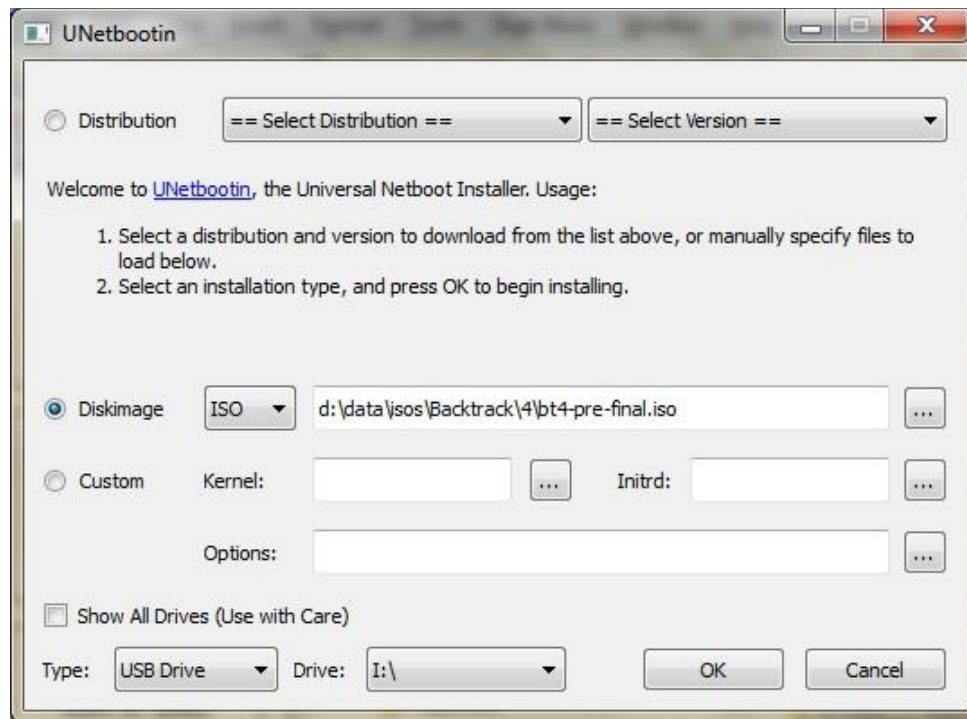 UNetbootin
Distribution == Select Distribution == == Select Version ==
Welcome to UNetbootin, the Universal Netboot Installer. Usage:
1. Select a distribution and version to download from the list above, or manually specify files to
load below.
2. Select an installation type, and press OK to begin installing.
Diskimage ISO d:\data\isos\Backtrack\4\bt4-pre-final.iso ...
Custom Kernel: ... Initrd: ...
Options: ...
Show All Drives (Use with Care)
Type: USB Drive Drive: I:\ OK Cancel